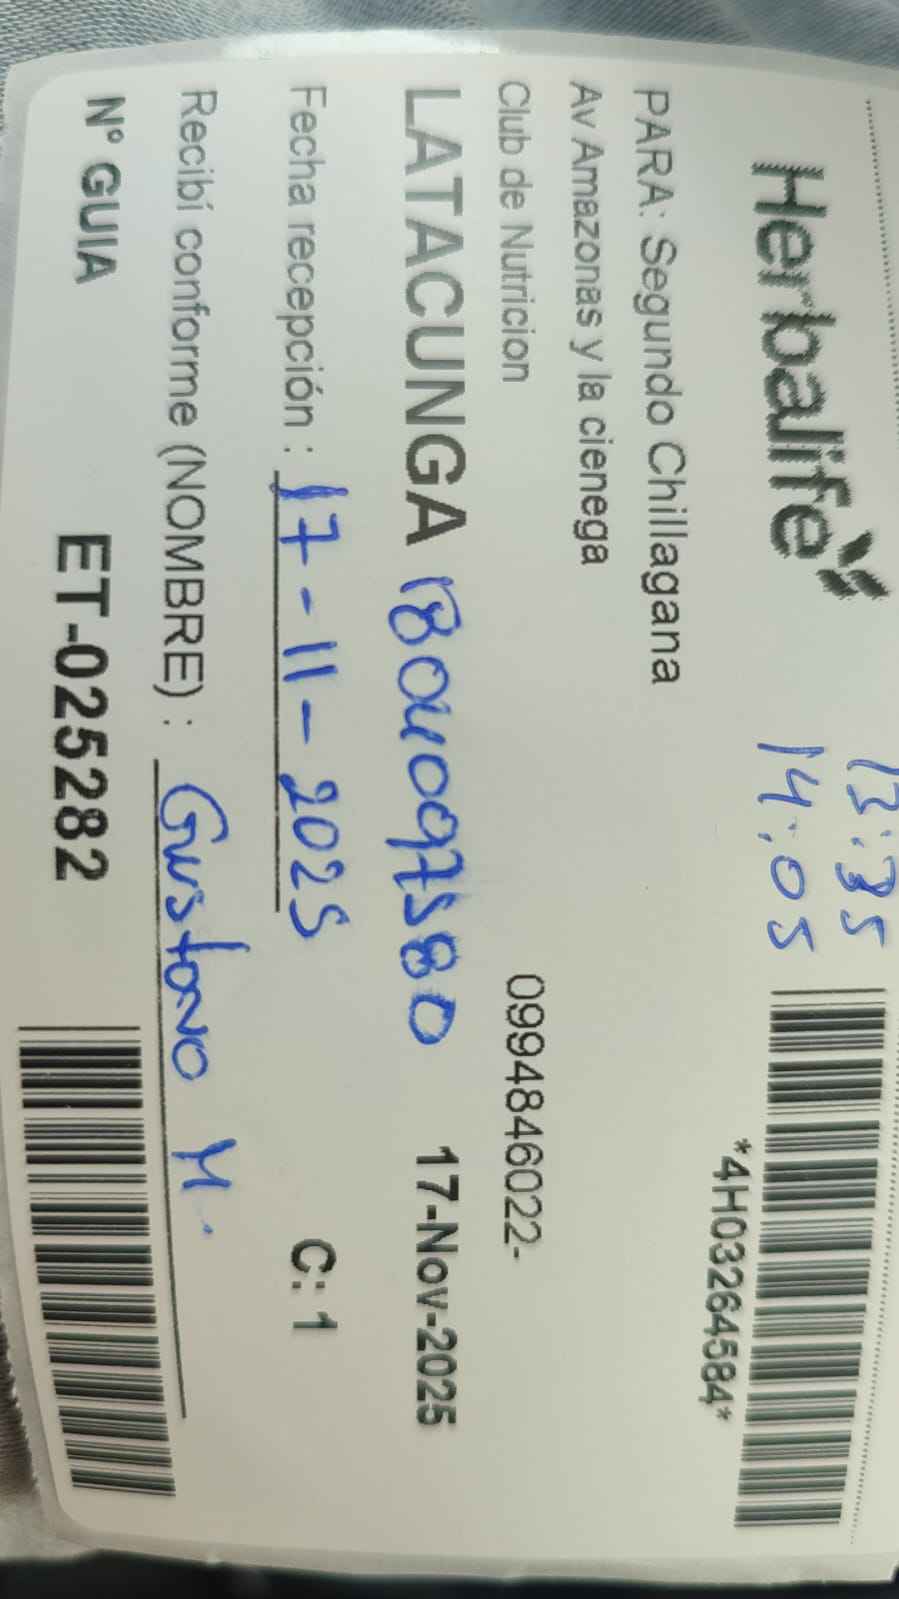 13:35
Herbalife 14:05
*4H03264584*
PARA: Segundo Chillagana
Av Amazonas y la cienega
Club de Nutricion 0994846022-
LATACUNGA 1804097580 17-Nov-2025
Fecha recepción : 17-11-2025 C: 1
Recibí conforme (NOMBRE) : Gustavo M.
N° GUIA ET-025282